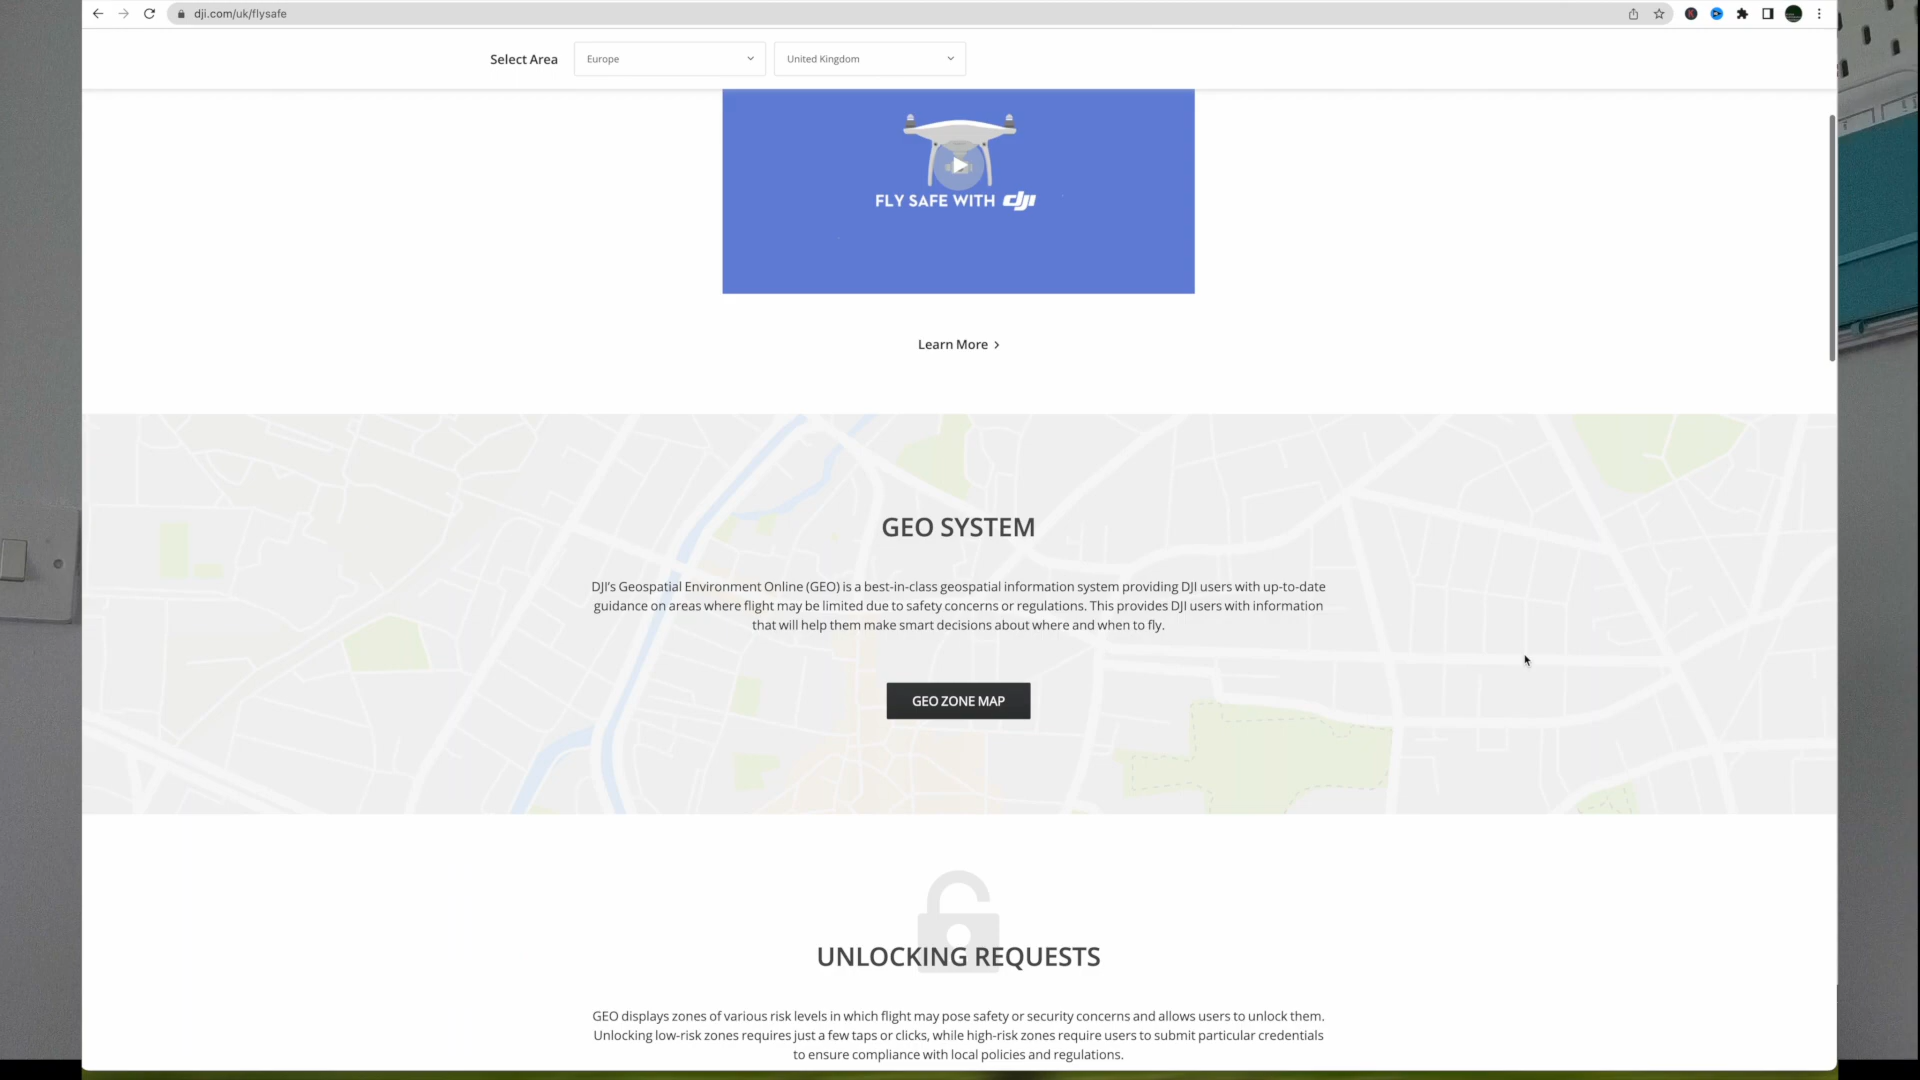 dji.com/uk/flysafe
Select Area
Europe
United Kingdom
FLY SAFE WITH dji
Learn More >
GEO SYSTEM
DJI's Geospatial Environment Online (GEO) is a best-in-class geospatial information system providing DJI users with up-to-date
guidance on areas where flight may be limited due to safety concerns or regulations. This provides DJI users with information
that will help them make smart decisions about where and when to fly.
GEO ZONE MAP
UNLOCKING REQUESTS
GEO displays zones of various risk levels in which flight may pose safety or security concerns and allows users to unlock them.
Unlocking low-risk zones requires just a few taps or clicks, while high-risk zones require users to submit particular credentials
to ensure compliance with local policies and regulations.